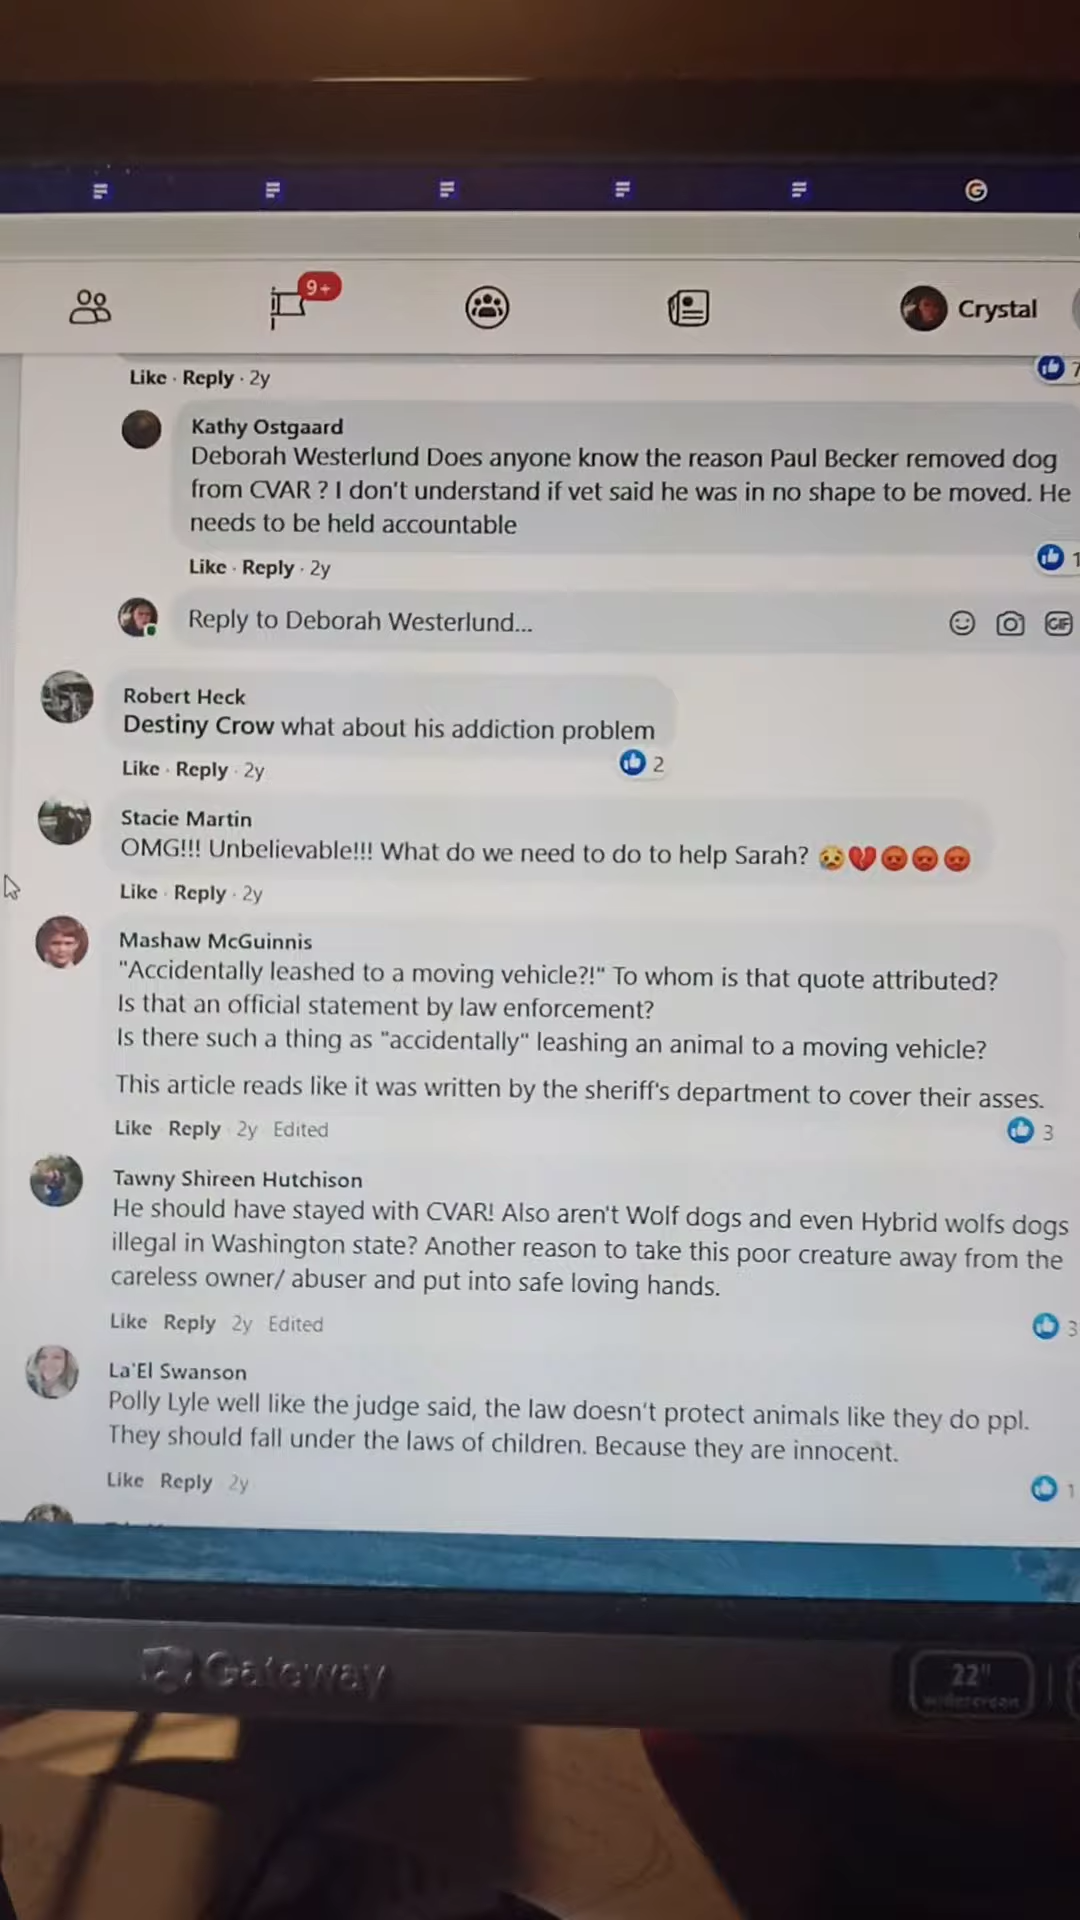 9+
Crystal
Like · Reply · 2y
7
Kathy Ostgaard
Deborah Westerlund Does anyone know the reason Paul Becker removed dog
from CVAR ? I don't understand if vet said he was in no shape to be moved. He
needs to be held accountable
Like · Reply · 2y
1
Reply to Deborah Westerlund...
GIF
Robert Heck
Destiny Crow what about his addiction problem
Like · Reply · 2y
2
Stacie Martin
OMG!!! Unbelievable!!! What do we need to do to help Sarah? 😥💔😡😡😡
Like · Reply · 2y
Mashaw McGuinnis
"Accidentally leashed to a moving vehicle?!" To whom is that quote attributed?
Is that an official statement by law enforcement?
Is there such a thing as "accidentally" leashing an animal to a moving vehicle?
This article reads like it was written by the sheriff's department to cover their asses.
Like Reply 2y Edited
3
Tawny Shireen Hutchison
He should have stayed with CVAR! Also aren't Wolf dogs and even Hybrid wolfs dogs
illegal in Washington state? Another reason to take this poor creature away from the
careless owner/ abuser and put into safe loving hands.
Like Reply 2y Edited
3
La'El Swanson
Polly Lyle well like the judge said, the law doesn't protect animals like they do ppl.
They should fall under the laws of children. Because they are innocent.
Like Reply 2y
1
Gateway
22"
widescreen